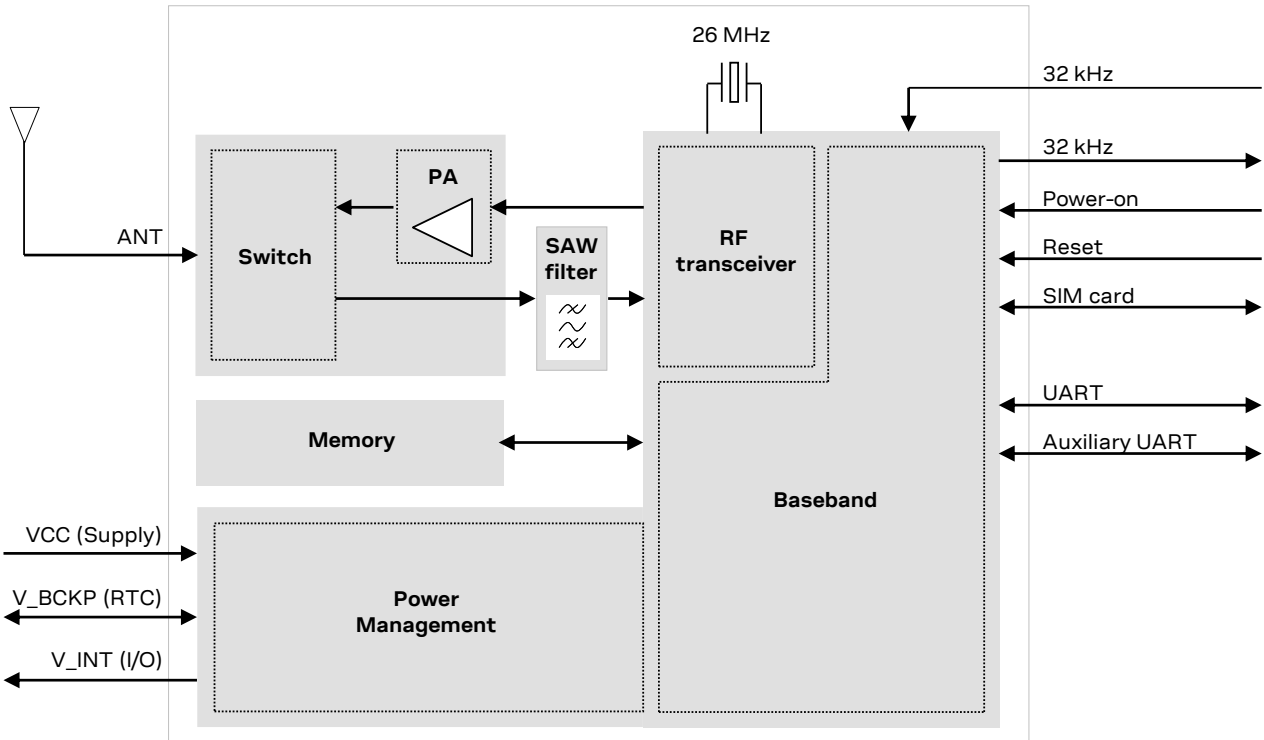 26 MHz
32 kHz
32 kHz
PA
Power-on
ANT
Switch
SAW
filter
RF
transceiver
Reset
SIM card
UART
Memory
Auxiliary UART
Baseband
VCC (Supply)
V_BCKP (RTC)
Power
Management
V_INT (I/O)